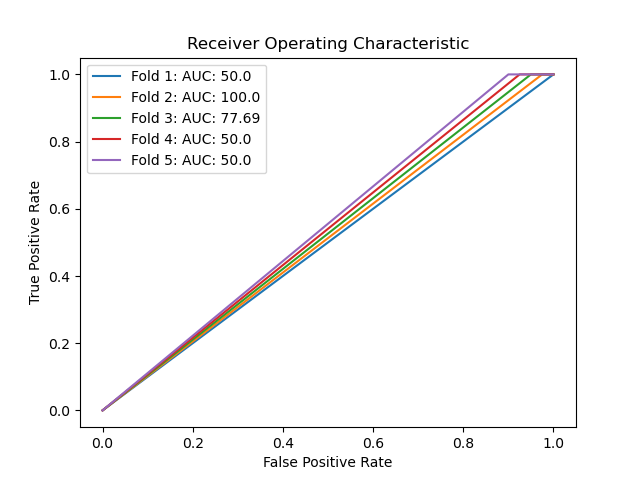 Receiver Operating Characteristic
Fold 1: AUC: 50.0
Fold 2: AUC: 100.0
Fold 3: AUC: 77.69
Fold 4: AUC: 50.0
Fold 5: AUC: 50.0
True Positive Rate
1.0
0.8
0.6
0.4
0.2
0.0
0.0 0.2 0.4 0.6 0.8 1.0
False Positive Rate